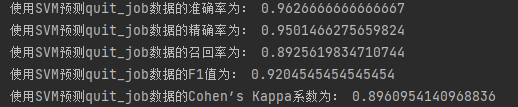 使用SVM预测quit_job数据的准确率为： 0.9626666666666667
使用SVM预测quit_job数据的精确率为： 0.9501466275659824
使用SVM预测quit_job数据的召回率为： 0.8925619834710744
使用SVM预测quit_job数据的F1值为： 0.9204545454545454
使用SVM预测quit_job数据的Cohen’s Kappa系数为： 0.8960954140968836